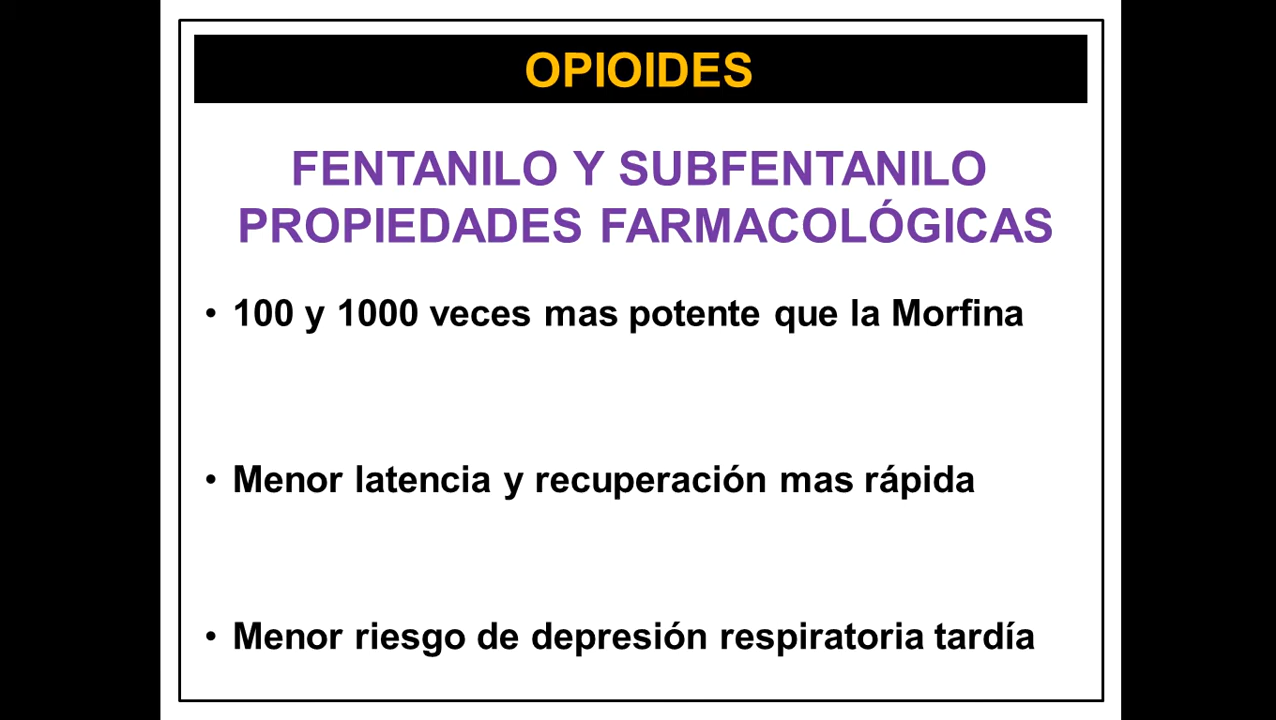 OPIOIDES
FENTANILO Y SUBFENTANILO
PROPIEDADES FARMACOLÓGICAS
• 100 y 1000 veces mas potente que la Morfina
• Menor latencia y recuperación mas rápida
• Menor riesgo de depresión respiratoria tardía